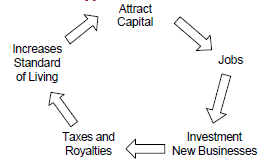 Attract
Capital
Jobs
Investment
New Businesses
Taxes and
Royalties
Increases
Standard
of Living